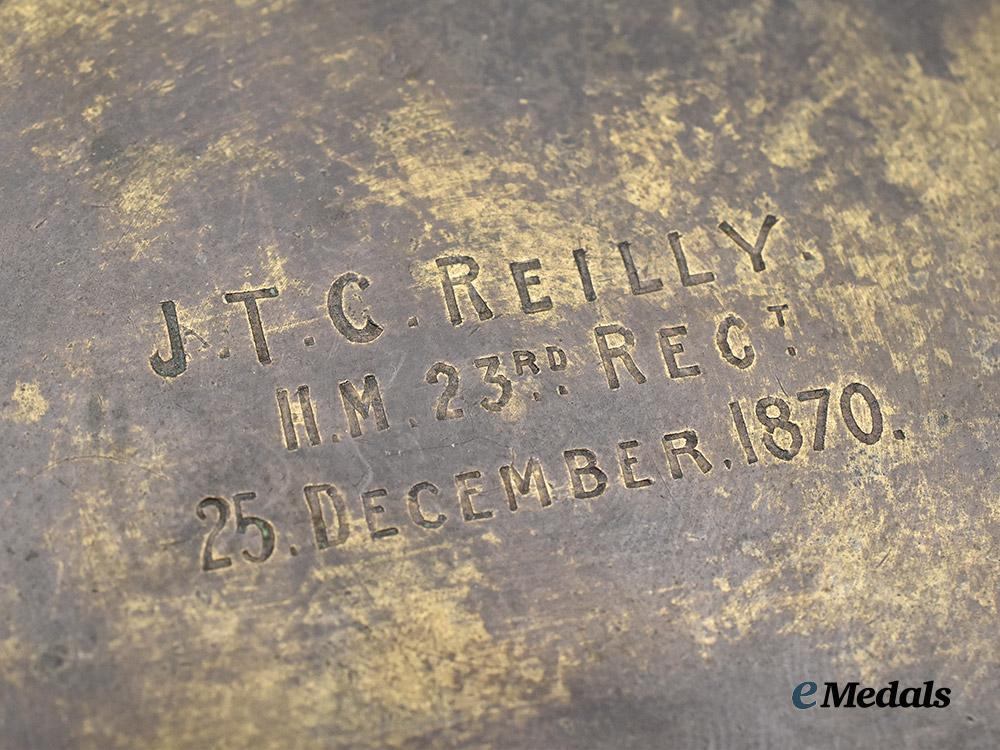 J.T.C. REILLY.
H.M. 23RD. REGT
25. DECEMBER. 1870.
eMedals